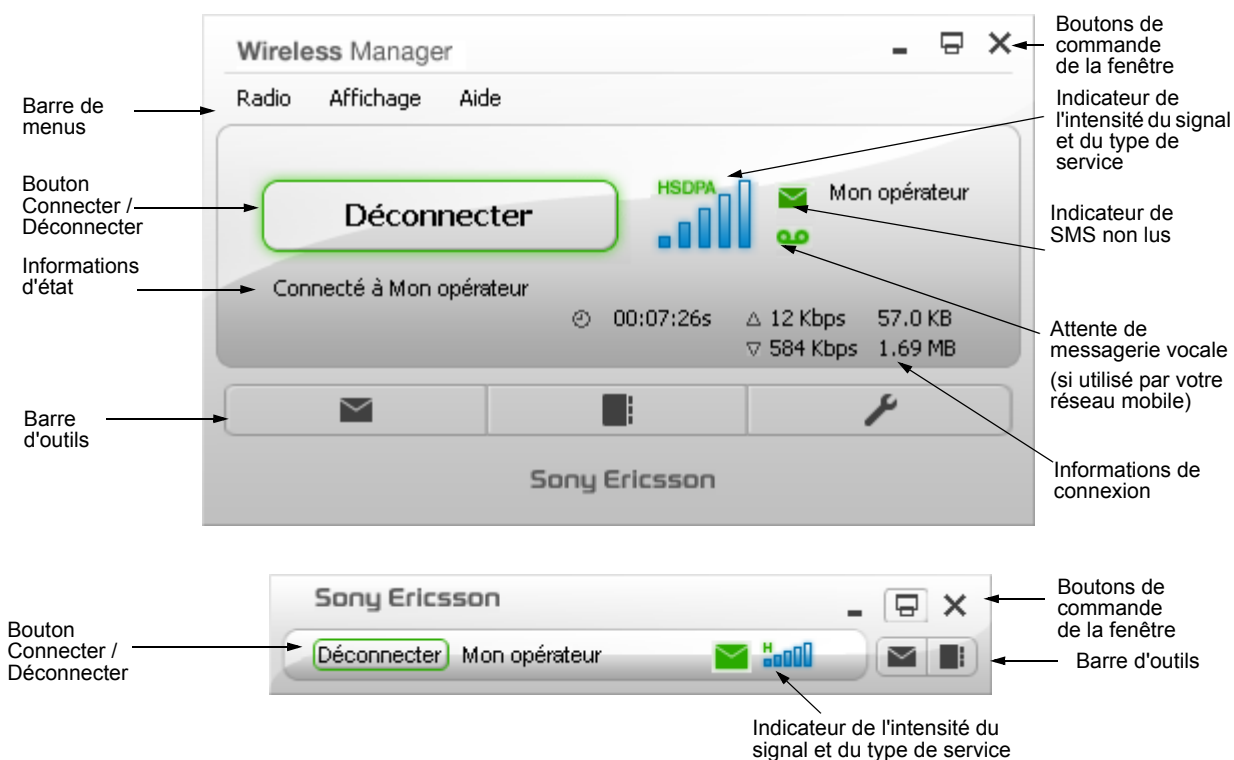 Wireless Manager
Boutons de
commande
de la fenêtre
Radio Affichage Aide
Barre de
menus
Indicateur de
l'intensité du signal
et du type de
service
Bouton
Connecter /
Déconnecter
Déconnecter
HSDPA
Mon opérateur
Indicateur de
SMS non lus
Informations
d'état
Connecté à Mon opérateur
00:07:26s 12 Kbps 57.0 KB
584 Kbps 1.69 MB
Attente de
messagerie vocale
(si utilisé par votre
réseau mobile)
Barre
d'outils
Informations de
connexion
Sony Ericsson
Sony Ericsson
Boutons de
commande
de la fenêtre
Bouton
Connecter /
Déconnecter
Déconnecter Mon opérateur
H
Barre d'outils
Indicateur de l'intensité du
signal et du type de service